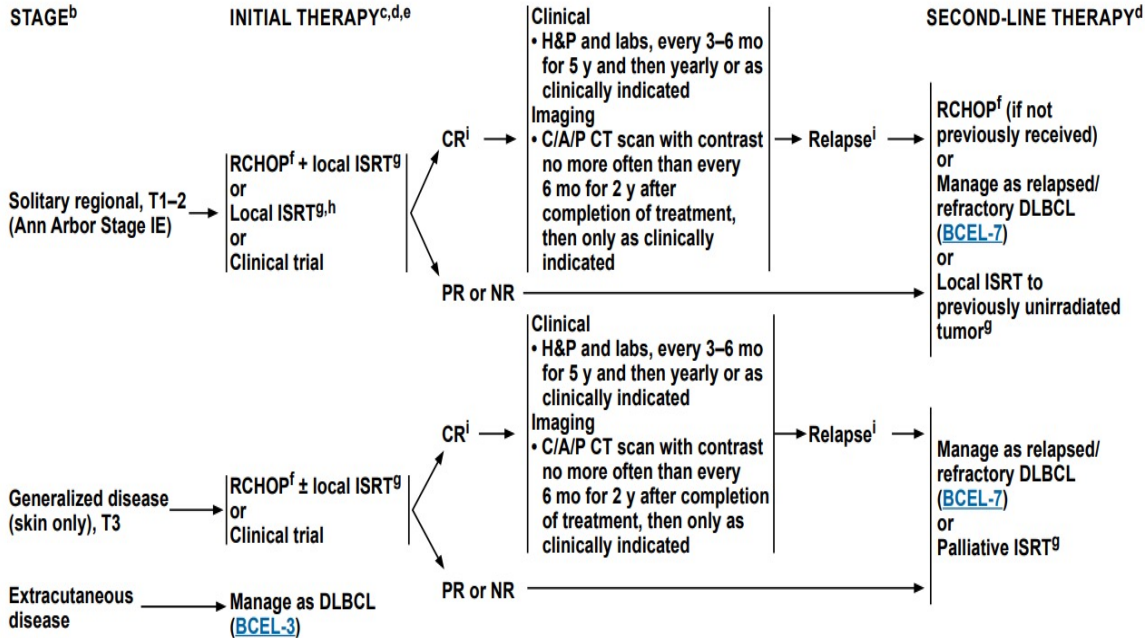 STAGEb
INITIAL THERAPYc,d,e
SECOND-LINE THERAPYd
Solitary regional, T1–2
(Ann Arbor Stage IE)
RCHOPf + local ISRTg
or
Local ISRTg,h
or
Clinical trial
CRi
Clinical
• H&P and labs, every 3–6 mo
for 5 y and then yearly or as
clinically indicated
Imaging
• C/A/P CT scan with contrast
no more often than every
6 mo for 2 y after
completion of treatment,
then only as clinically
indicated
Relapsei
PR or NR
RCHOPf (if not
previously received)
or
Manage as relapsed/
refractory DLBCL
(BCEL-7)
or
Local ISRT to
previously unirradiated
tumorg
Generalized disease
(skin only), T3
RCHOPf ± local ISRTg
or
Clinical trial
CRi
Clinical
• H&P and labs, every 3–6 mo
for 5 y and then yearly or as
clinically indicated
Imaging
• C/A/P CT scan with contrast
no more often than every
6 mo for 2 y after completion
of treatment, then only as
clinically indicated
Relapsei
PR or NR
Manage as relapsed/
refractory DLBCL
(BCEL-7)
or
Palliative ISRTg
Extracutaneous
disease
Manage as DLBCL
(BCEL-3)